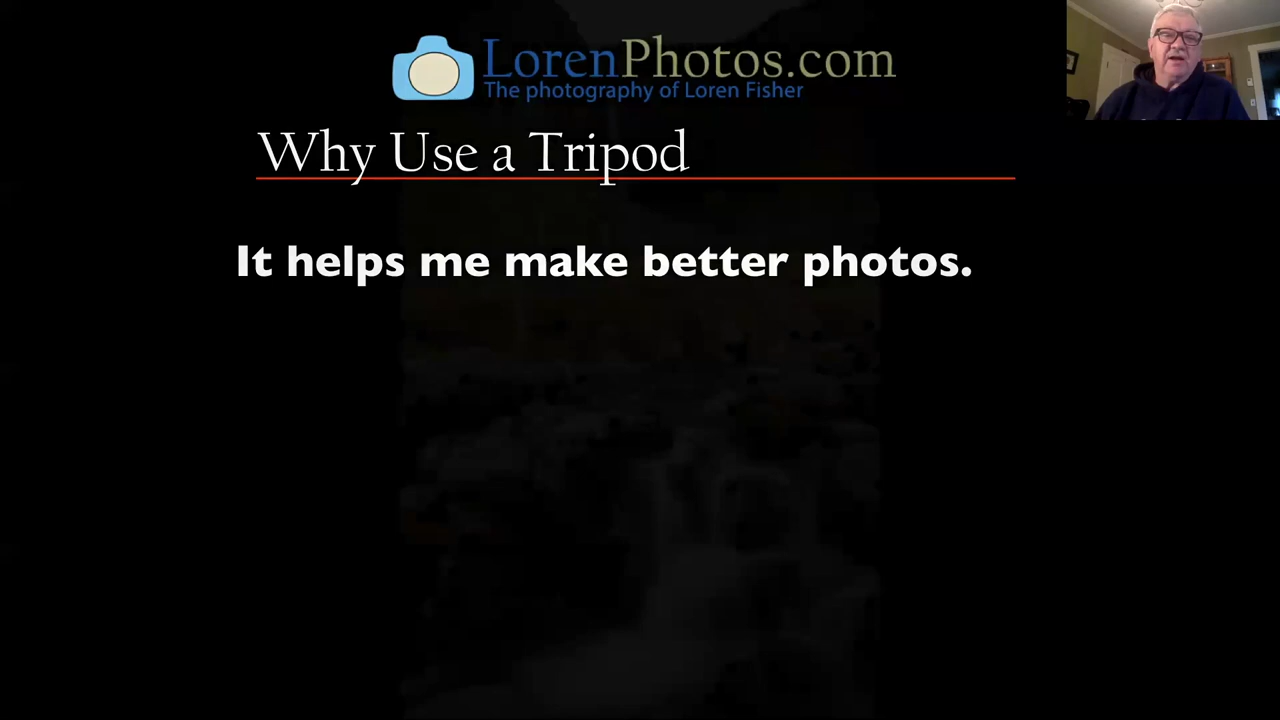 LorenPhotos.com
The photography of Loren Fisher
Why Use a Tripod
It helps me make better photos.